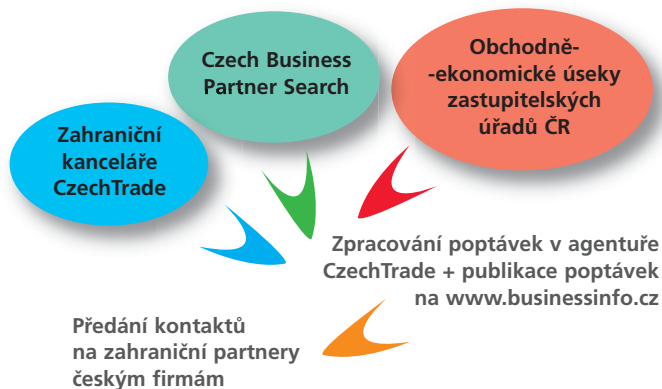 Zahraniční
kanceláře
CzechTrade
Czech Business
Partner Search
Obchodně-
-ekonomické úseky
zastupitelských
úřadů ČR
Zpracování poptávek v agentuře
CzechTrade + publikace poptávek
na www.businessinfo.cz
Předání kontaktů
na zahraniční partnery
českým firmám